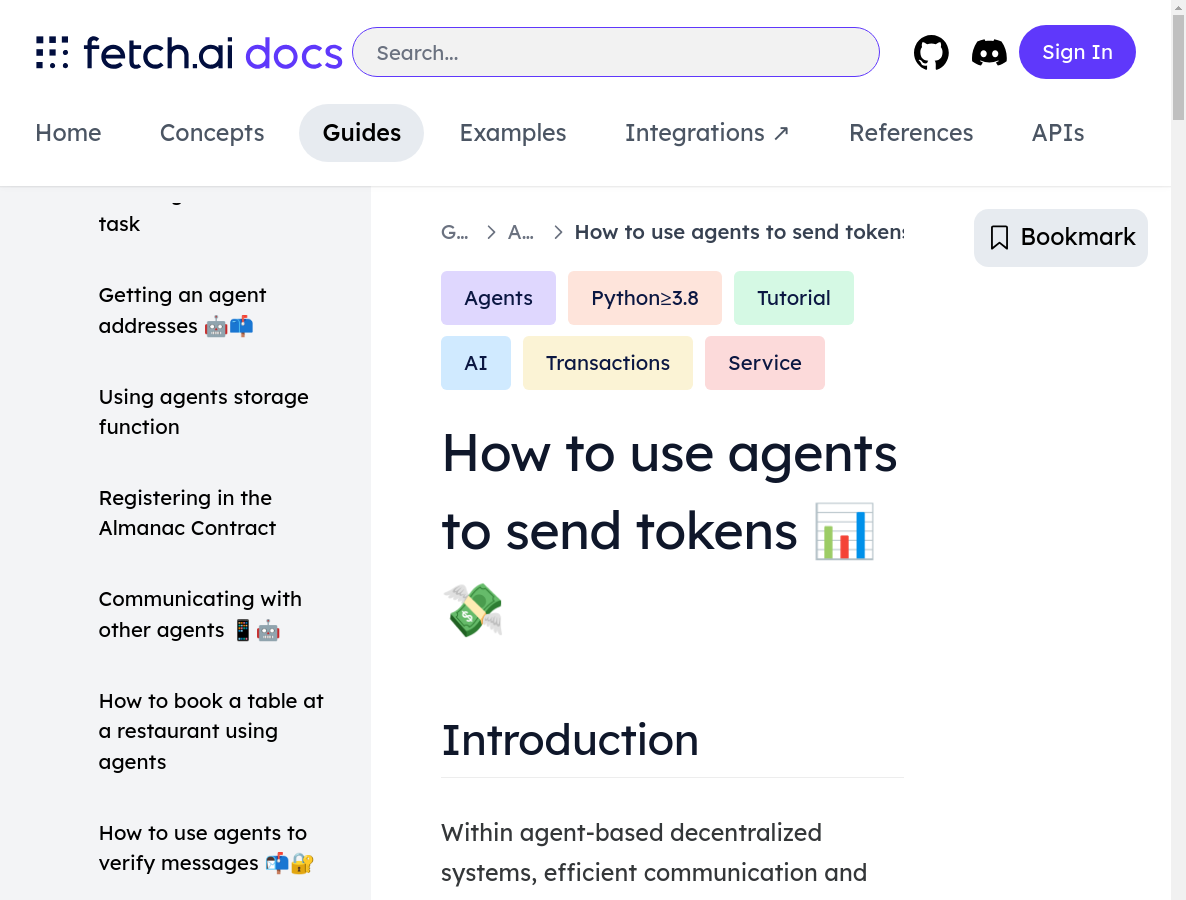 fetch.ai docs
Search...
Sign In
Home
Concepts
Guides
Examples
Integrations ↗
References
APIs
task
Getting an agent
addresses 🤖📫
Using agents storage
function
Registering in the
Almanac Contract
Communicating with
other agents 📱🤖
How to book a table at
a restaurant using
agents
How to use agents to
verify messages 📬🔐
G... > A... > How to use agents to send tokens
Bookmark
Agents
Python≥3.8
Tutorial
AI
Transactions
Service
How to use agents
to send tokens 📊
💸
Introduction
Within agent-based decentralized
systems, efficient communication and